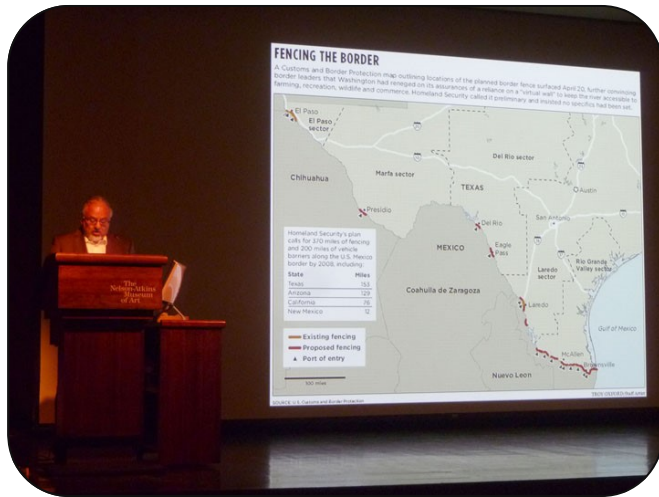 FENCING THE BORDER
A Customs and Border Protection map outlining locations of the planned border fence surfaced April 20, further convincing
border leaders that Washington had reneged on its assurances of a reliance on a "virtual wall" to keep the river accessible to
farming, recreation, wildlife and commerce. Homeland Security called it preliminary and insisted no specifics had been set.
El Paso
El Paso
sector
Chihuahua
Marfa sector
Del Rio sector
TEXAS
Austin
Presidio
San Antonio
Del Rio
MEXICO
Eagle
Pass
Laredo
sector
Rio Grande
Valley sector
Coahuila de Zaragoza
Laredo
Gulf of Mexico
McAllen
Brownsville
Nuevo Leon
Homeland Security's plan
calls for 370 miles of fencing
and 200 miles of vehicle
barriers along the U.S. Mexico
border by 2008, including:
State Miles
Texas 153
Arizona 129
California 76
New Mexico 12
Existing fencing
Proposed fencing
Port of entry
100 miles
SOURCE: U.S. Customs and Border Protection
The
Nelson-Atkins
Museum
of Art